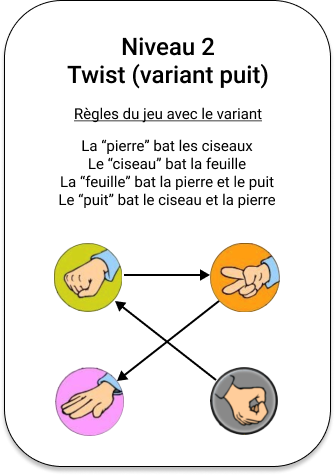 Niveau 2
Twist (variant puit)
Règles du jeu avec le variant
La “pierre” bat les ciseaux
Le “ciseau” bat la feuille
La “feuille” bat la pierre et le puit
Le “puit” bat le ciseau et la pierre